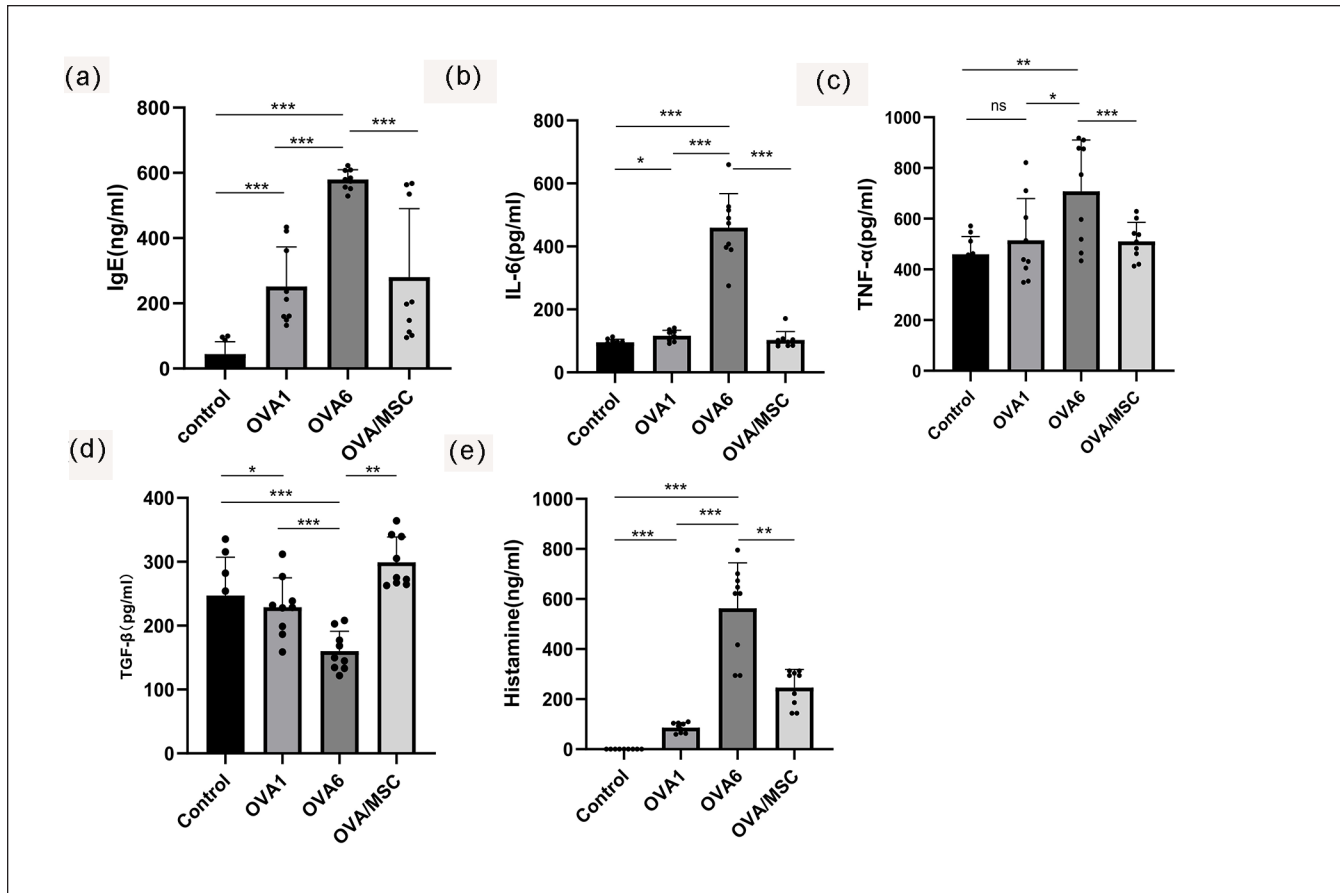 (a)
IgE(ng/ml)
800
600
400
200
0
***
***
***
***
control
OVA1
OVA6
OVA/MSC
(b)
IL-6(pg/ml)
800
600
400
200
0
***
***
*
***
Control
OVA1
OVA6
OVA/MSC
(c)
TNF-α(pg/ml)
1000
800
600
400
200
0
**
ns
*
***
Control
OVA1
OVA6
OVA/MSC
(d)
TGF-β(pg/ml)
400
300
200
100
0
*
**
***
***
Control
OVA1
OVA6
OVA/MSC
(e)
Histamine(ng/ml)
1000
800
600
400
200
0
***
***
***
**
Control
OVA1
OVA6
OVA/MSC